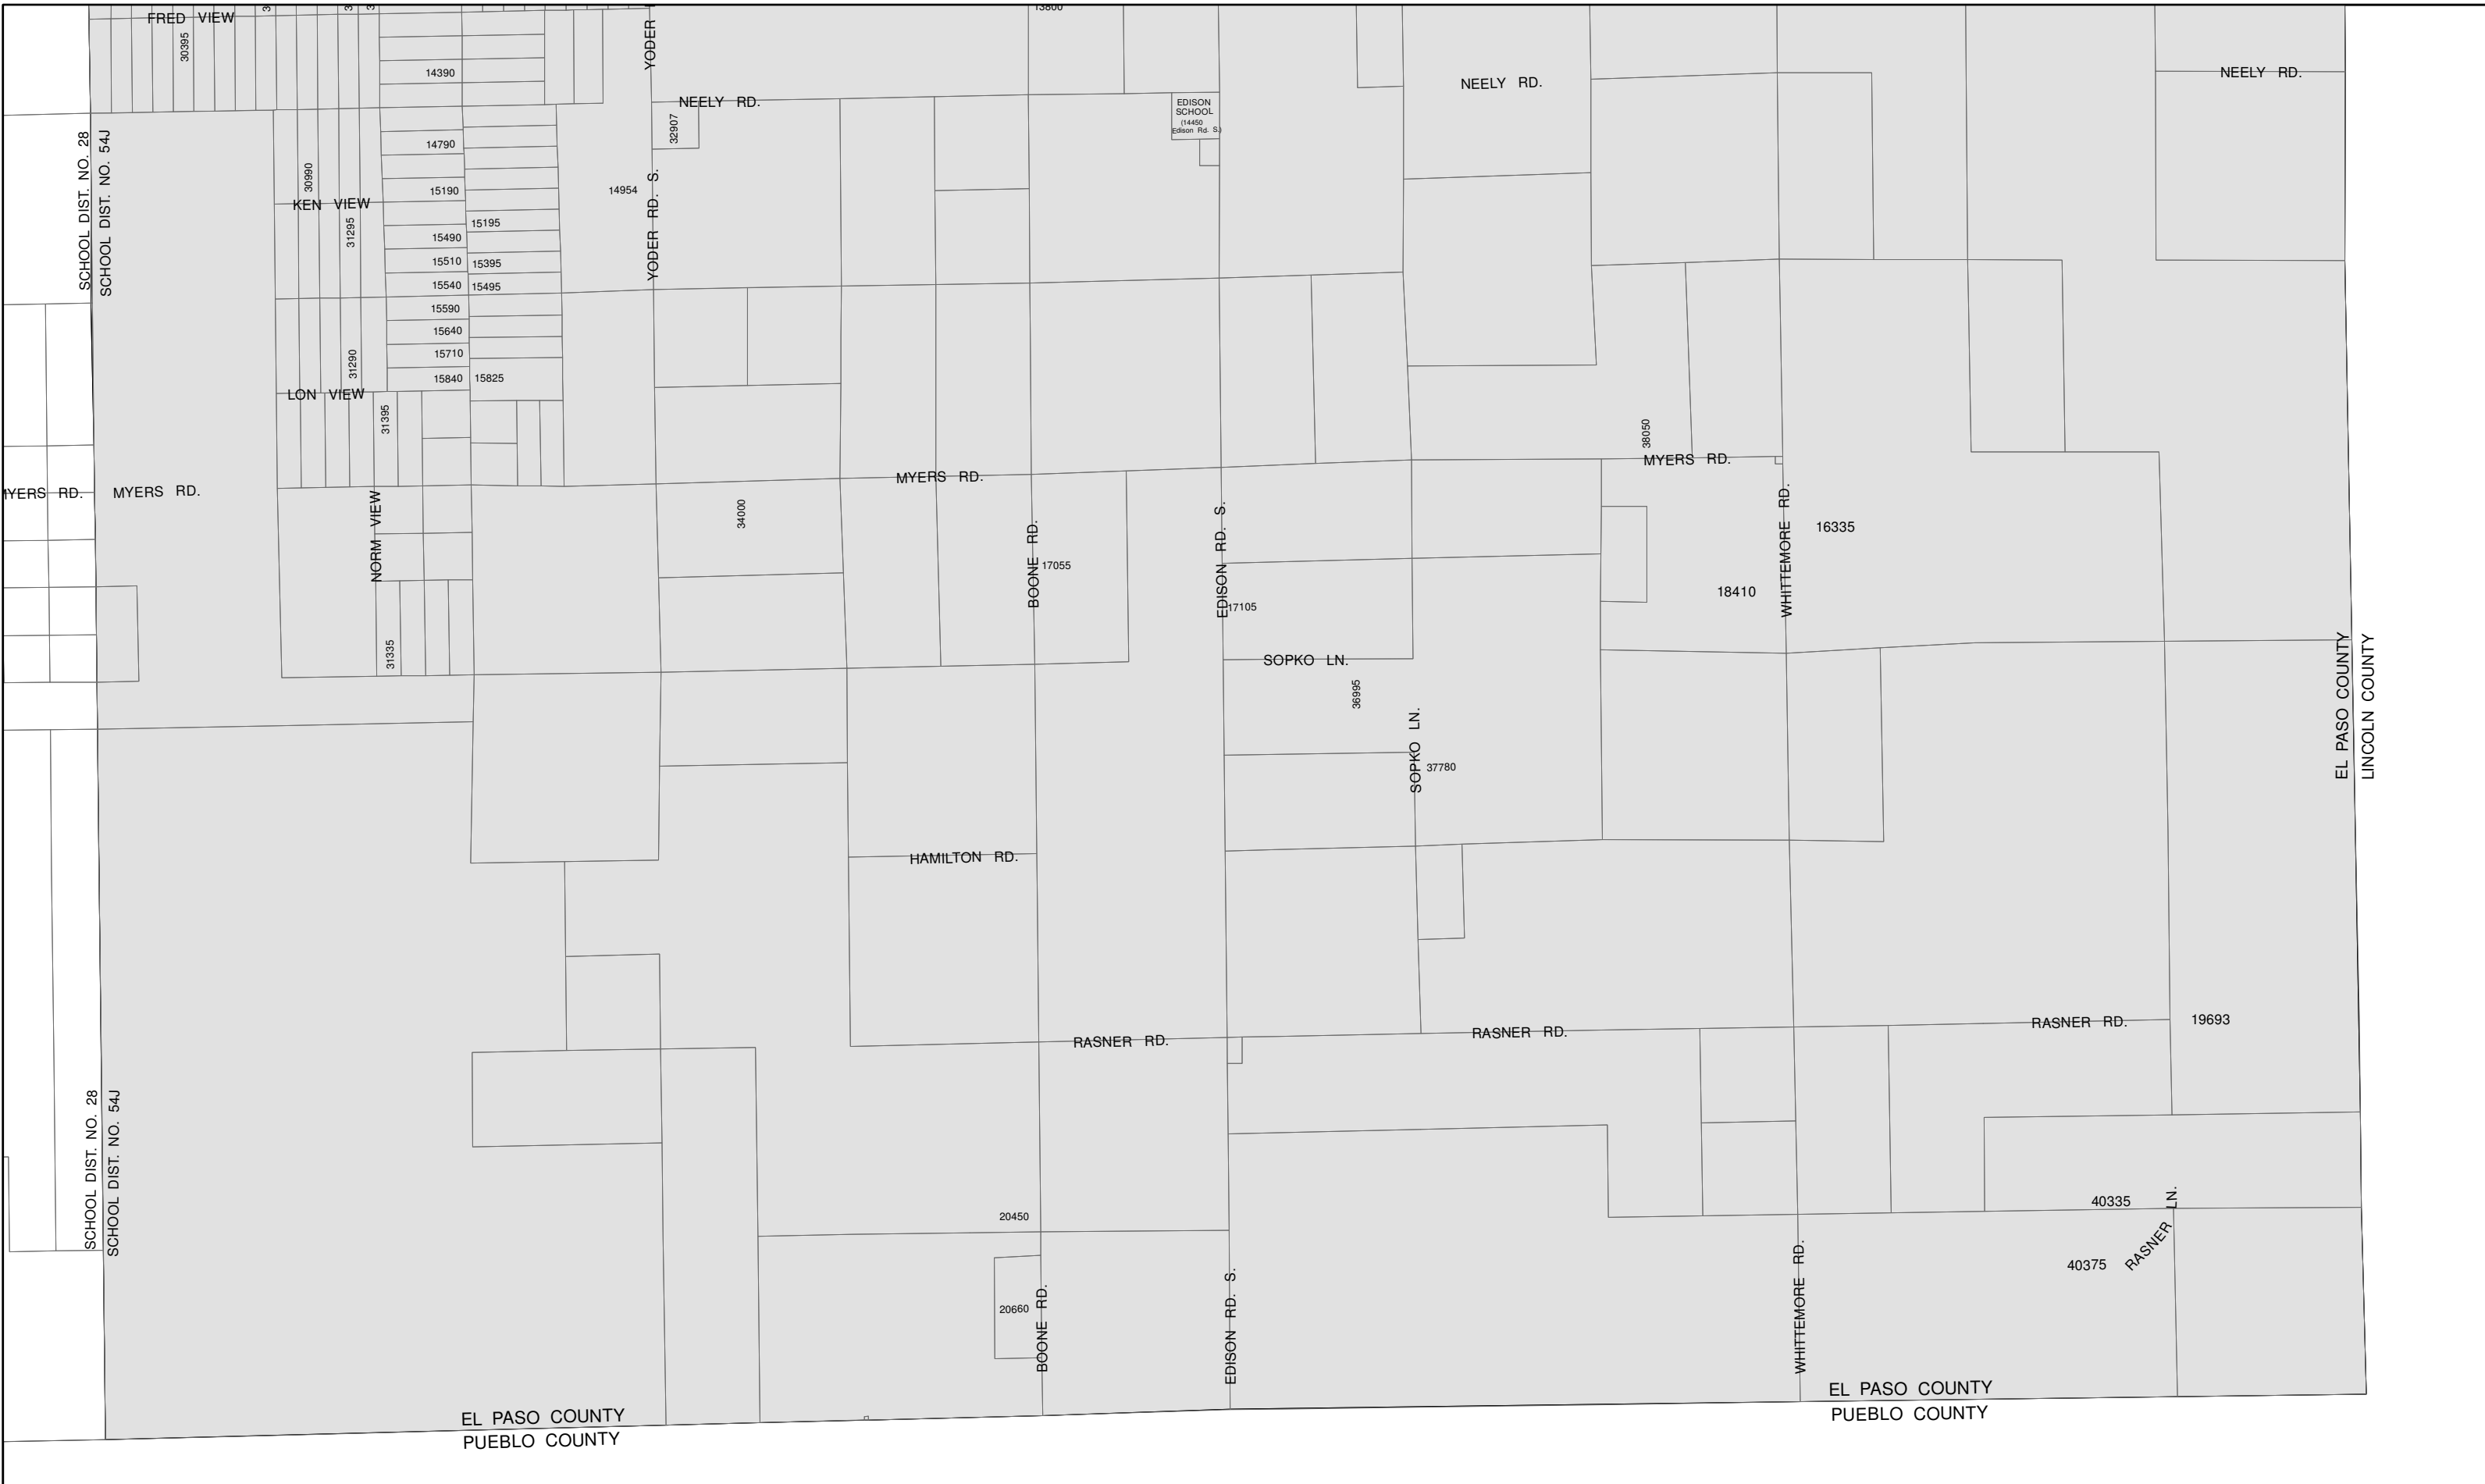 FRED VIEW
30395
14390
YODER
13800
NEELY RD.
NEELY RD.
NEELY RD.
32907
EDISON
SCHOOL
(14450
Edison Rd. S.)
SCHOOL DIST. NO. 28
SCHOOL DIST. NO. 54J
14790
30990
15190
14954
YODER RD. S.
KEN VIEW
31295
15195
15490
15510
15395
15540
15495
15590
15640
15710
31290
15840
15825
LON VIEW
31395
38050
MYERS RD.
MYERS RD.
MYERS RD.
MYERS RD.
NORM VIEW
34000
BOONE RD.
17055
EDISON RD. S.
17105
WHITTEMORE RD.
16335
18410
31335
SOPKO LN.
36995
SOPKO LN.
37780
EL PASO COUNTY
LINCOLN COUNTY
HAMILTON RD.
RASNER RD.
RASNER RD.
RASNER RD.
19693
SCHOOL DIST. NO. 28
SCHOOL DIST. NO. 54J
20450
40335
RASNER LN.
40375
20660
BOONE RD.
EDISON RD. S.
WHITTEMORE RD.
EL PASO COUNTY
PUEBLO COUNTY
EL PASO COUNTY
PUEBLO COUNTY